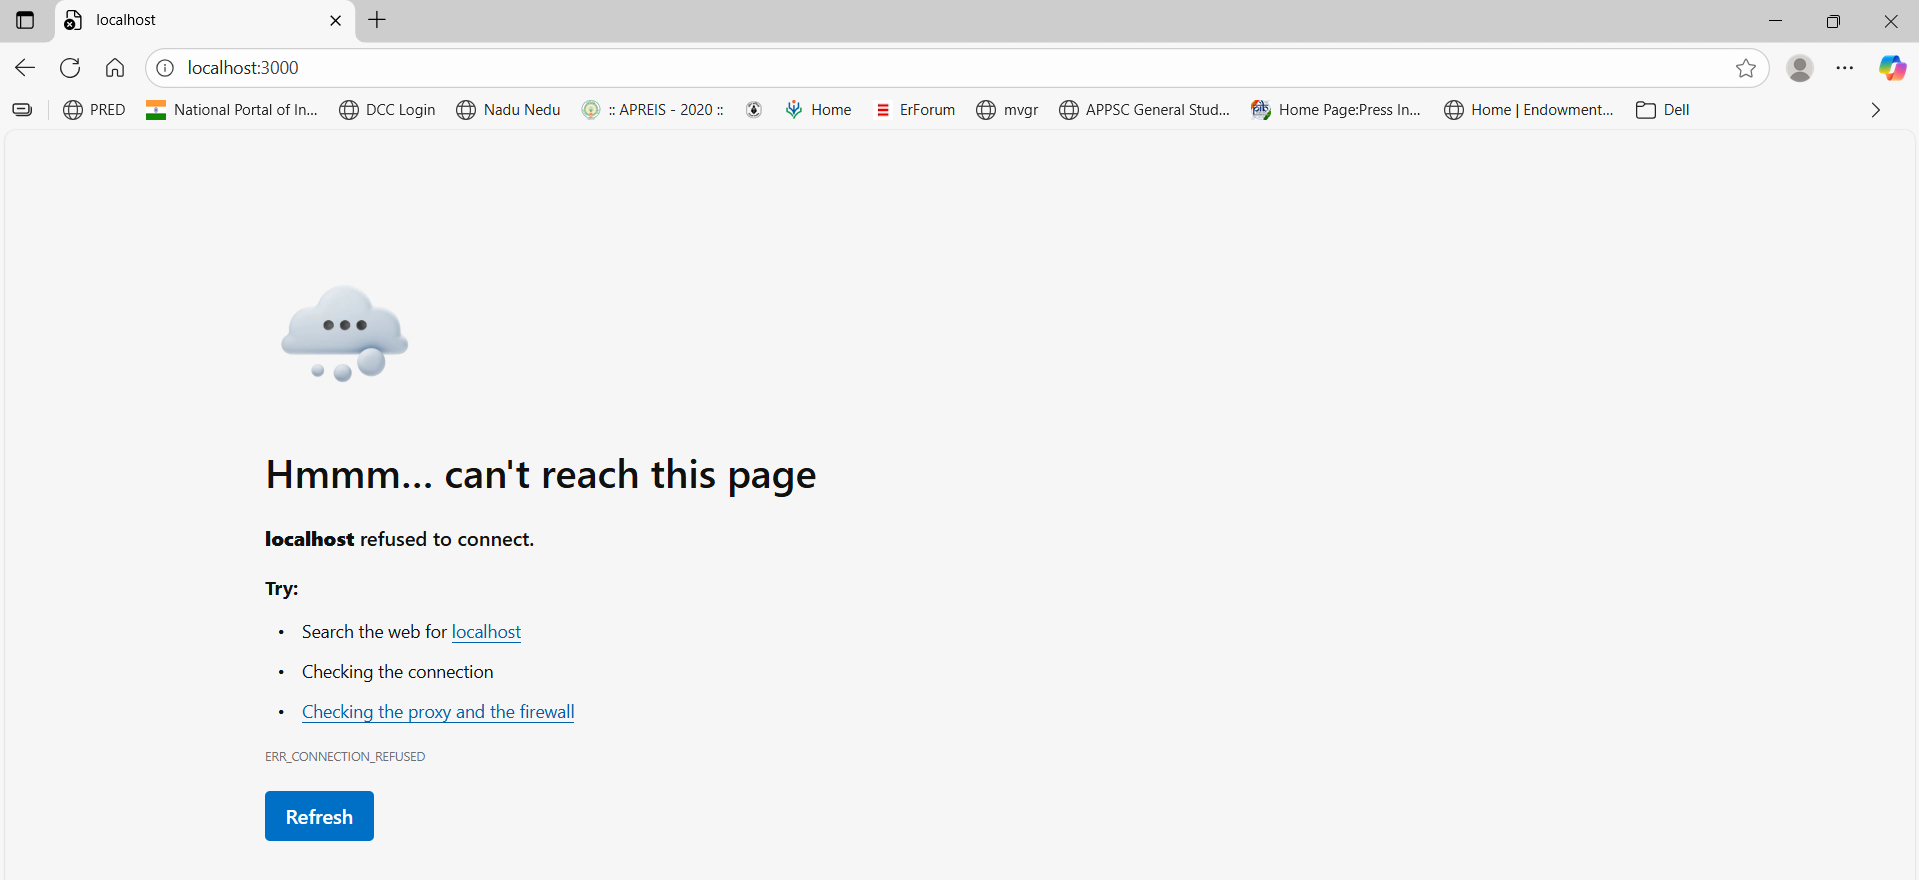 localhost
localhost:3000
PRED
National Portal of In...
DCC Login
Nadu Nedu
:: APREIS - 2020 ::
Home
ErForum
mvgr
APPSC General Stud...
Home Page:Press In...
Home | Endowment...
Dell
Hmmm... can't reach this page
localhost refused to connect.
Try:
• Search the web for localhost
• Checking the connection
• Checking the proxy and the firewall
ERR_CONNECTION_REFUSED
Refresh